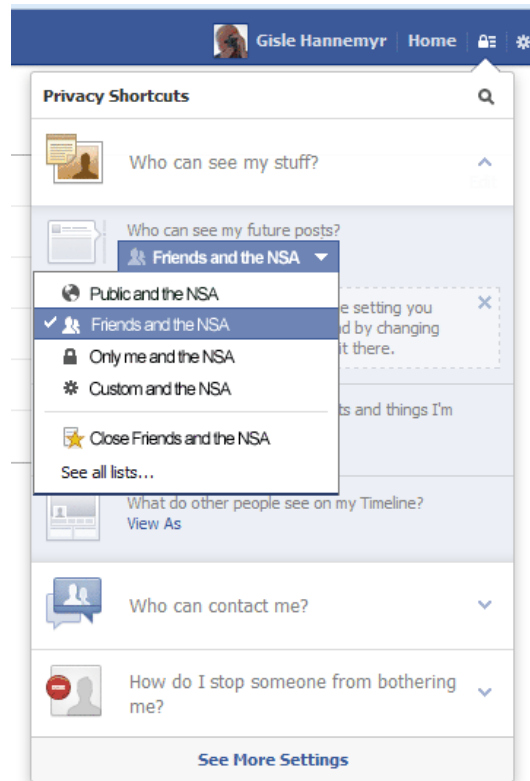 Gisle Hannemyr Home
Privacy Shortcuts
Who can see my stuff?
Who can see my future posts?
Friends and the NSA
Public and the NSA
Friends and the NSA
Only me and the NSA
Custom and the NSA
Close Friends and the NSA
See all lists...
e setting you
d by changing
it there.
ts and things I'm
What do other people see on my Timeline?
View As
Who can contact me?
How do I stop someone from bothering
me?
See More Settings